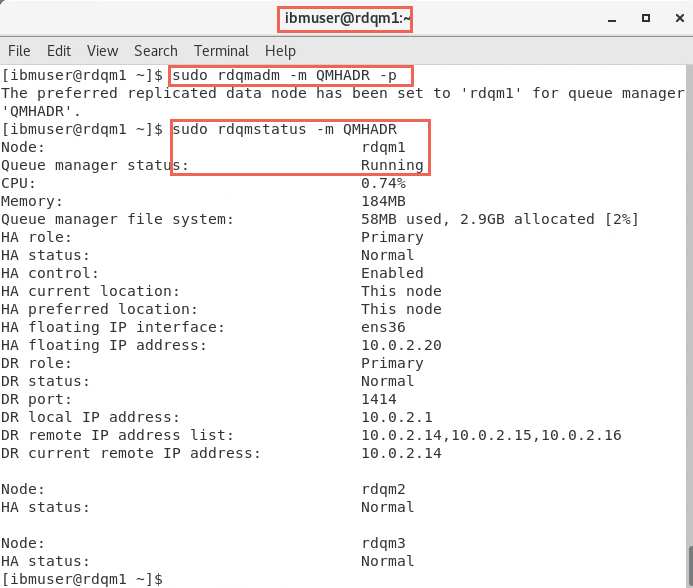 ibmuser@rdqm1:~
File Edit View Search Terminal Help
[ibmuser@rdqm1 ~]$ sudo rdqmadm -m QMHADR -p
The preferred replicated data node has been set to 'rdqm1' for queue manager
'QMHADR'.
[ibmuser@rdqm1 ~]$ sudo rdqmstatus -m QMHADR
Node: rdqm1
Queue manager status: Running
CPU: 0.74%
Memory: 184MB
Queue manager file system: 58MB used, 2.9GB allocated [2%]
HA role: Primary
HA status: Normal
HA control: Enabled
HA current location: This node
HA preferred location: This node
HA floating IP interface: ens36
HA floating IP address: 10.0.2.20
DR role: Primary
DR status: Normal
DR port: 1414
DR local IP address: 10.0.2.1
DR remote IP address list: 10.0.2.14,10.0.2.15,10.0.2.16
DR current remote IP address: 10.0.2.14
Node: rdqm2
HA status: Normal
Node: rdqm3
HA status: Normal
[ibmuser@rdqm1 ~]$